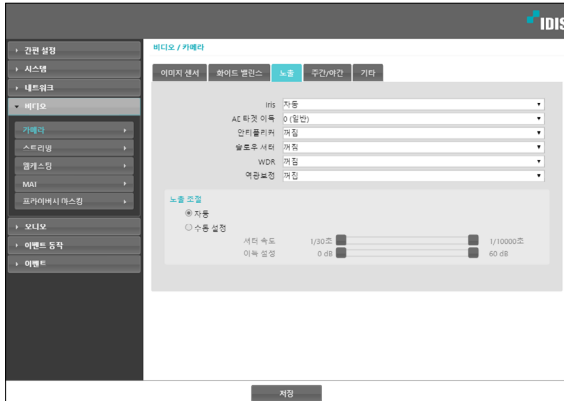 IDIS
간편 설정
시스템
네트워크
비디오
카메라
스트리밍
웹캐스팅
MAT
프라이버시 마스킹
오디오
이벤트 동작
이벤트
비디오 / 카메라
이미지 센서 화이트 밸런스 노출 주간/야간 기타
Iris 자동
AE 타겟 이득 0 (일반)
안티플리커 꺼짐
슬로우 셔터 꺼짐
WDR 꺼짐
역광보정 꺼짐
노출 조절
자동
수동 설정
셔터 속도 1/30초 1/10000초
이득 설정 0 dB 60 dB
저장